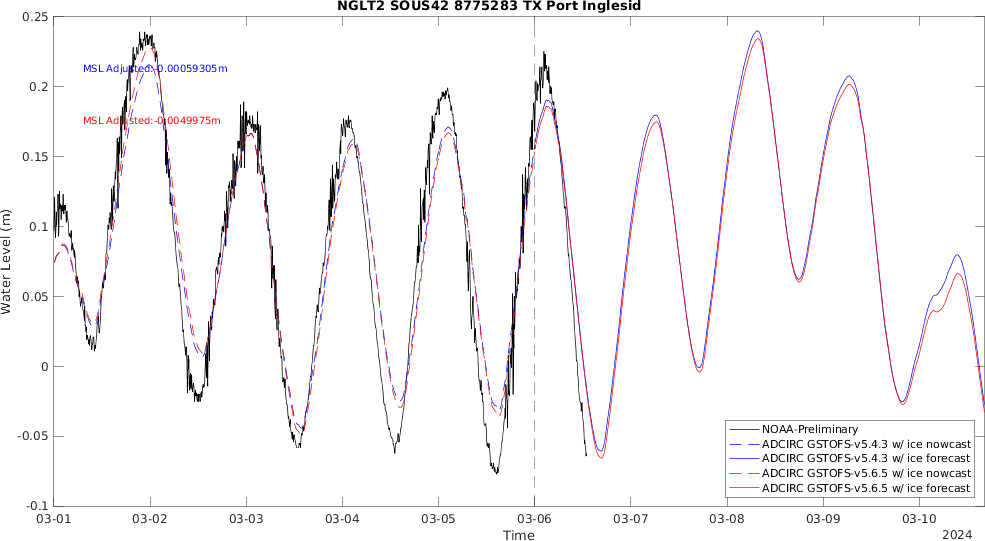 NGLT2 SOUS42 8775283 TX Port Inglesid
0.25
0.2
0.15
0.1
0.05
0
-0.05
-0.1
Water Level (m)
MSL Adjusted:-0.00059305m
MSL Adjusted:-0.0049975m
NOAA-Preliminary
ADCIRC GSTOFS-v5.4.3 w/ ice nowcast
ADCIRC GSTOFS-v5.4.3 w/ ice forecast
ADCIRC GSTOFS-v5.6.5 w/ ice nowcast
ADCIRC GSTOFS-v5.6.5 w/ ice forecast
03-01 03-02 03-03 03-04 03-05 03-06 03-07 03-08 03-09 03-10
Time
2024